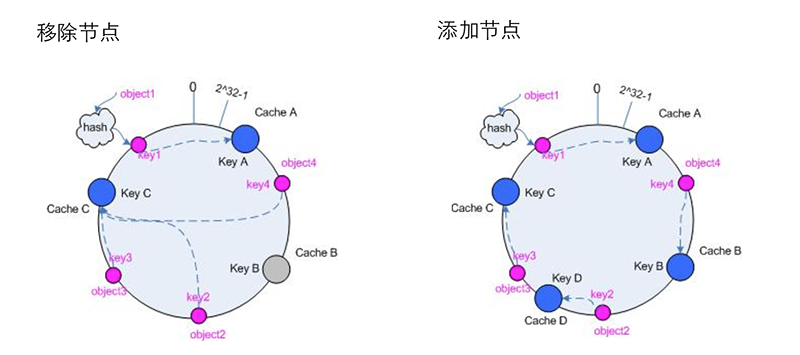 移除节点
object1
hash
0
2^32-1
Cache A
key1
Key A
object4
key4
Key C
Cache C
Cache B
Key B
key3
object3
key2
object2
添加节点
object1
hash
0
2^32-1
Cache A
key1
Key A
object4
key4
Key C
Cache C
Cache B
Key B
key3
object3
Key D
key2
Cache D
object2